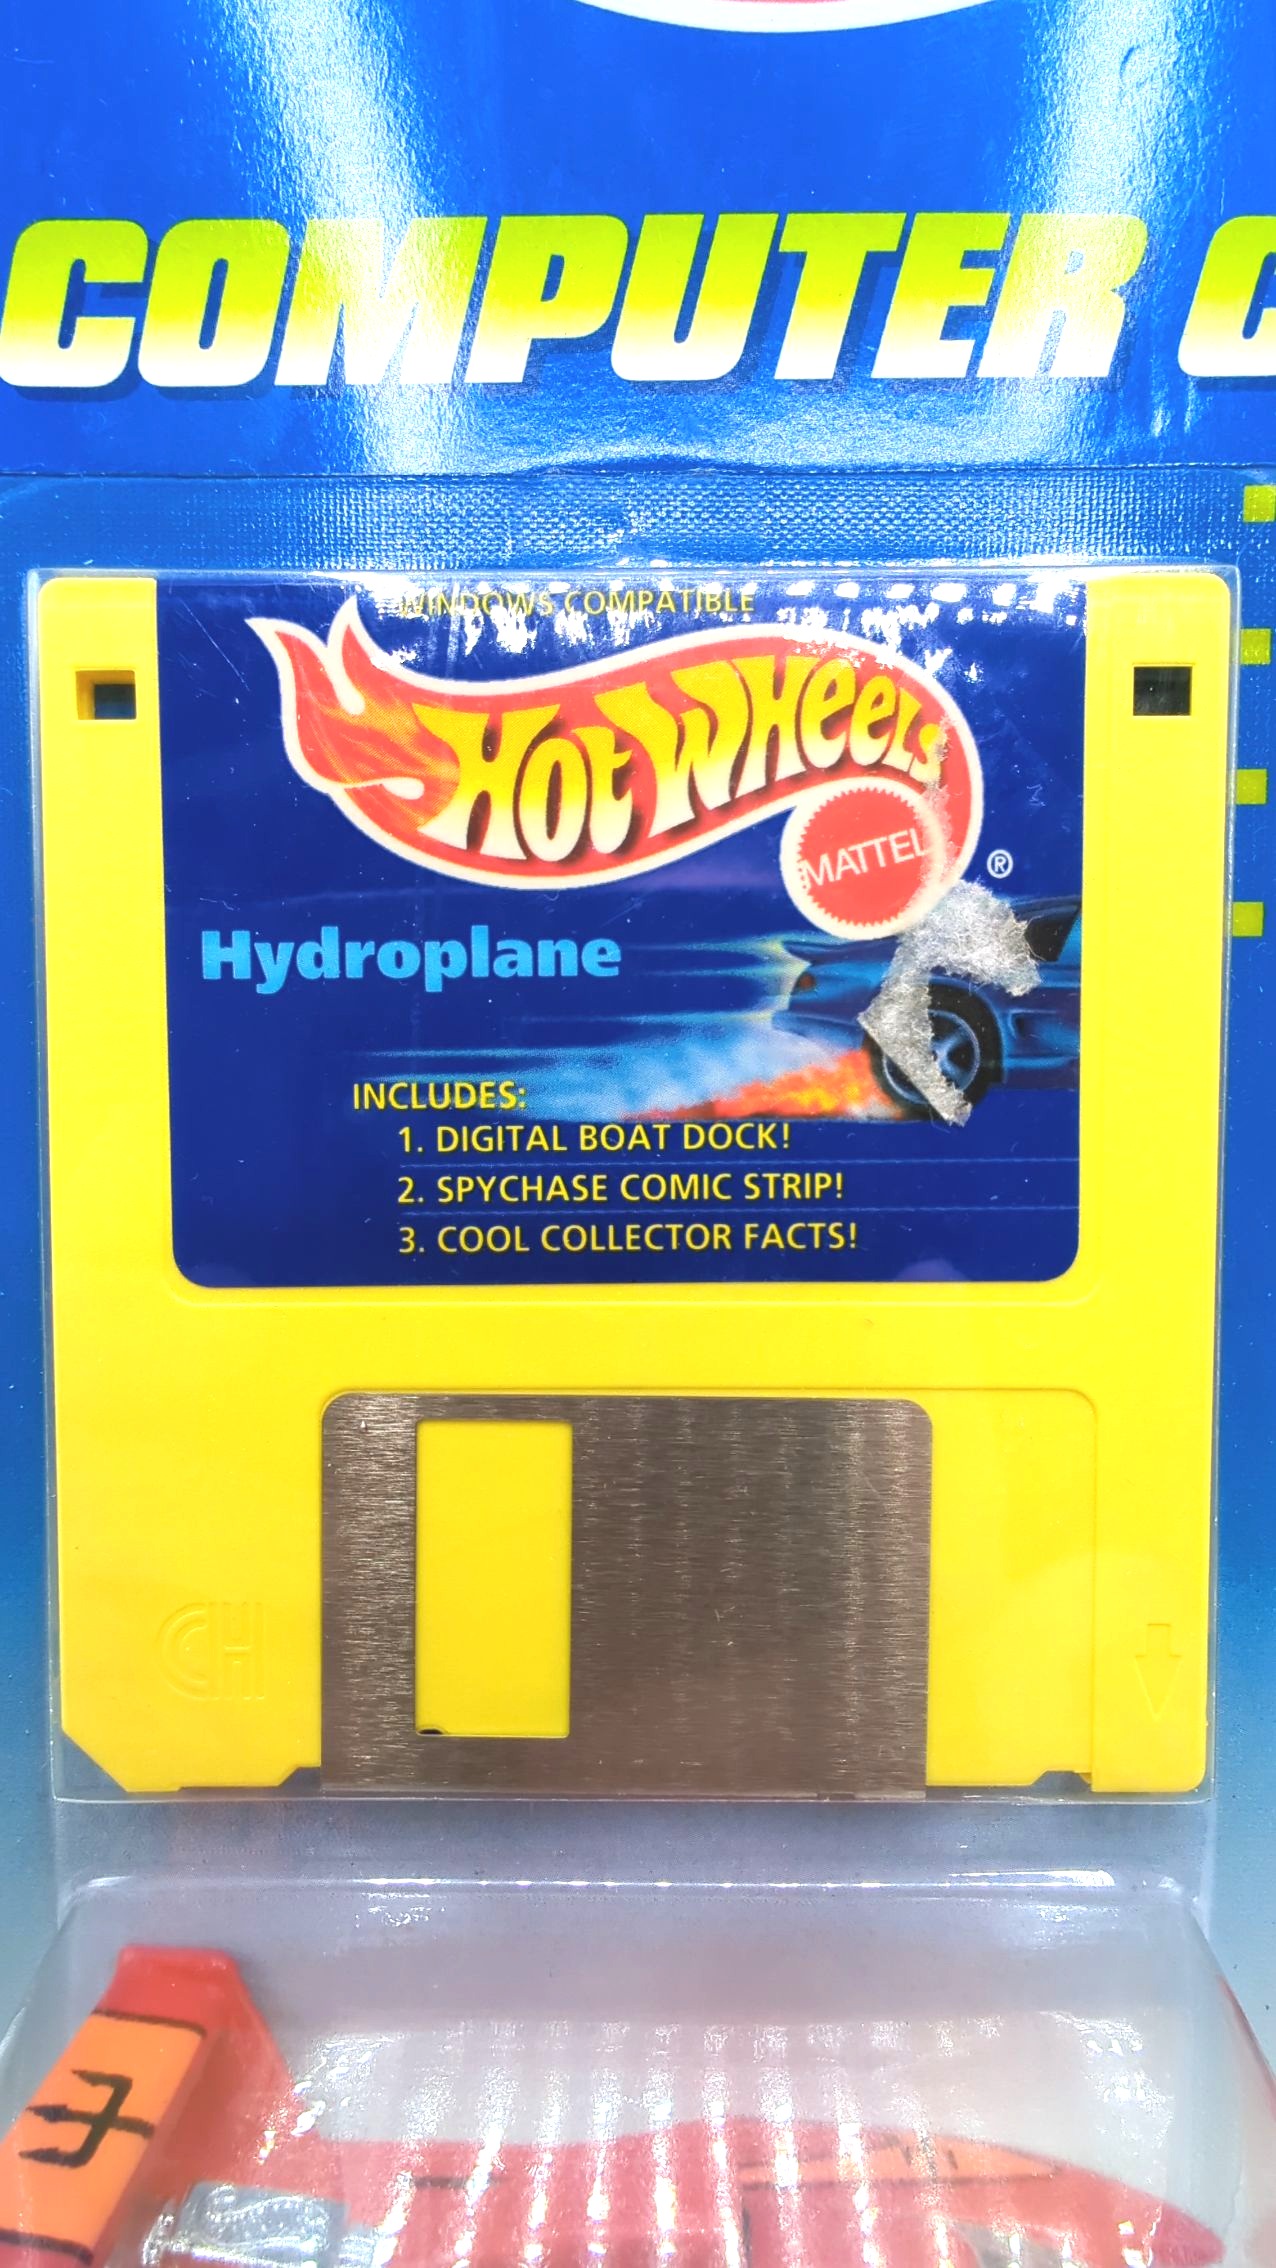 COMPUTER
WINDOWS COMPATIBLE
Hot Wheels
MATTEL
®
Hydroplane
INCLUDES:
1. DIGITAL BOAT DOCK!
2. SPYCHASE COMIC STRIP!
3. COOL COLLECTOR FACTS!
CH